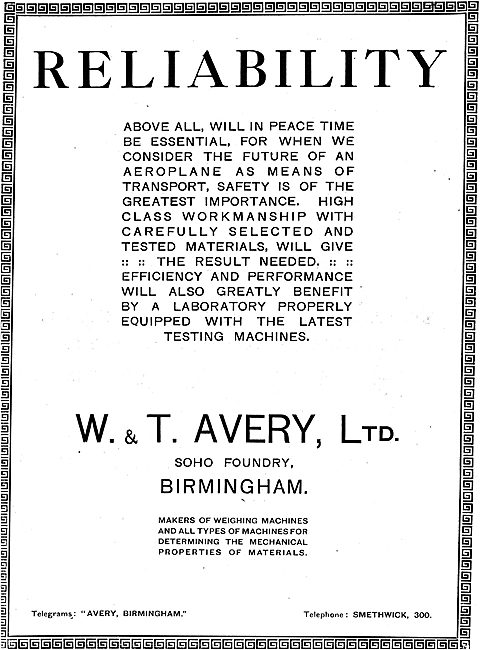 RELIABILITY
ABOVE ALL, WILL IN PEACE TIME
BE ESSENTIAL, FOR WHEN WE
CONSIDER THE FUTURE OF AN
AEROPLANE AS MEANS OF
TRANSPORT, SAFETY IS OF THE
GREATEST IMPORTANCE. HIGH
CLASS WORKMANSHIP WITH
CAREFULLY SELECTED AND
TESTED MATERIALS, WILL GIVE
:: :: THE RESULT NEEDED. :: ::
EFFICIENCY AND PERFORMANCE
WILL ALSO GREATLY BENEFIT
BY A LABORATORY PROPERLY
EQUIPPED WITH THE LATEST
TESTING MACHINES.
W. & T. AVERY, LTD.
SOHO FOUNDRY,
BIRMINGHAM.
MAKERS OF WEIGHING MACHINES
AND ALL TYPES OF MACHINES FOR
DETERMINING THE MECHANICAL
PROPERTIES OF MATERIALS.
Telegrams: "AVERY, BIRMINGHAM." Telephone: SMETHWICK, 300.